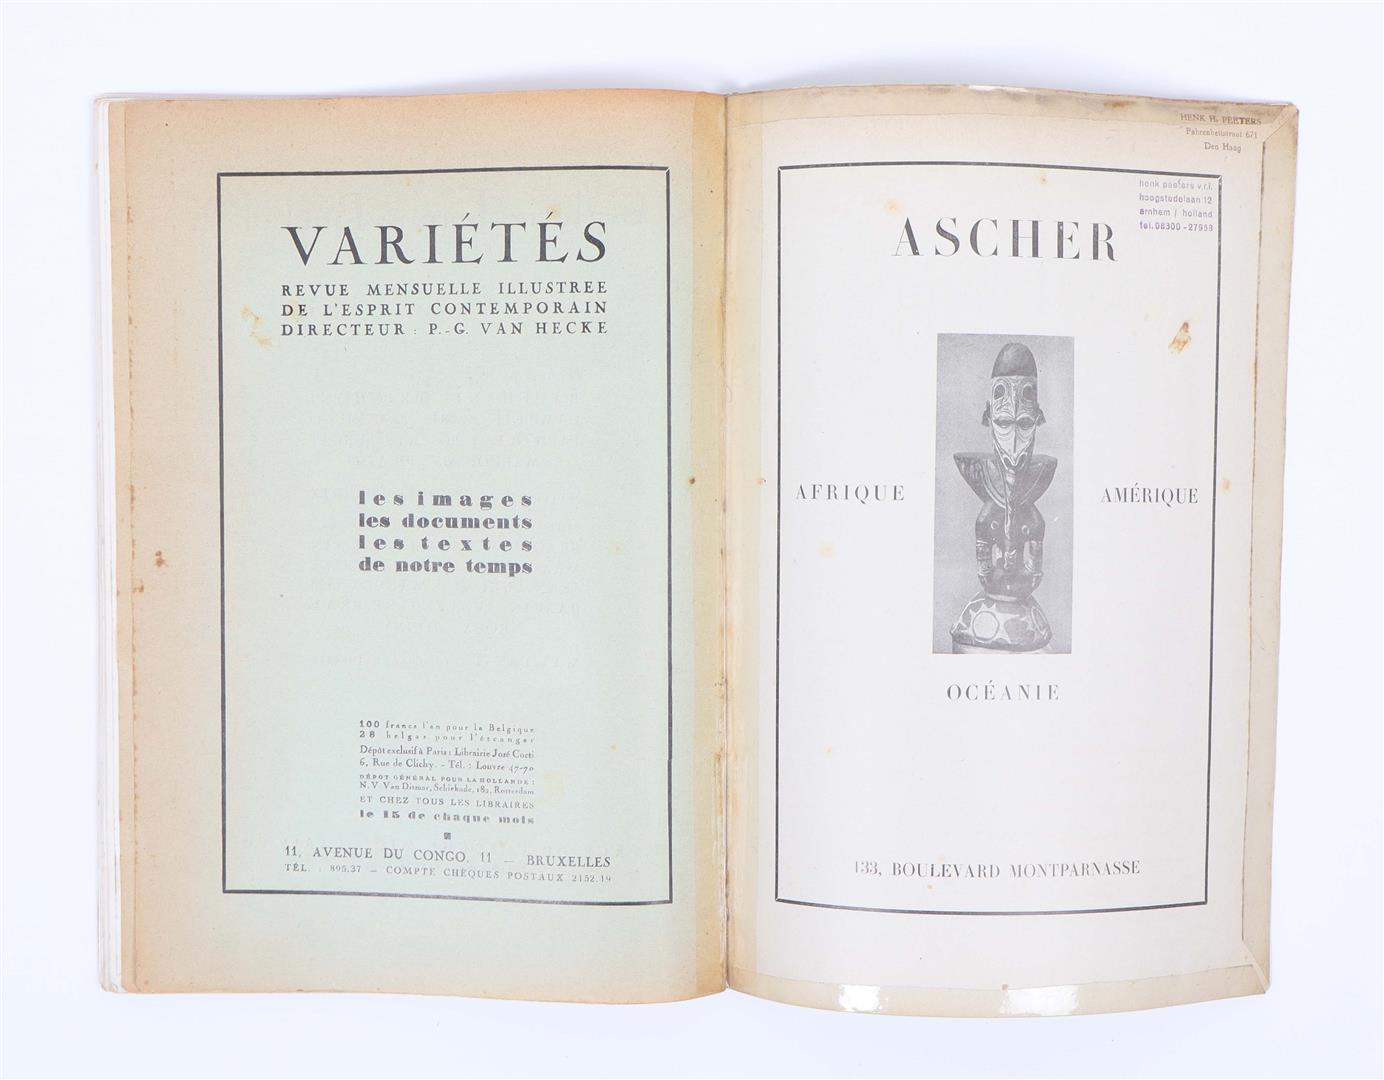 VARIÉTÉS
REVUE MENSUELLE ILLUSTREE
DE L'ESPRIT CONTEMPORAIN
DIRECTEUR : P.-G. VAN HECKE
les images
les documents
les textes
de notre temps
100 francs l'an pour la Belgique
28 belgas pour l'étranger
Dépôt exclusif à Paris : Librairie José Corti
6, Rue de Clichy. - Tél. : Louvre 47-70
DÉPOT GÉNÉRAL POUR LA HOLLANDE :
N.V Van Ditmar, Schiekade, 182, Rotterdam
ET CHEZ TOUS LES LIBRAIRES
le 15 de chaque mois
11, AVENUE DU CONGO, 11 — BRUXELLES
TÉL. : 895.37 — COMPTE CHÈQUES POSTAUX 2152.19
HENK H. PEETERS
Fahrenheitstraat 671
Den Haag
henk peeters v.r.i.
hoogstedelaan 12
arnhem / holland
tel. 08300-27958
ASCHER
AFRIQUE
AMÉRIQUE
OCÉANIE
133, BOULEVARD MONTPARNASSE